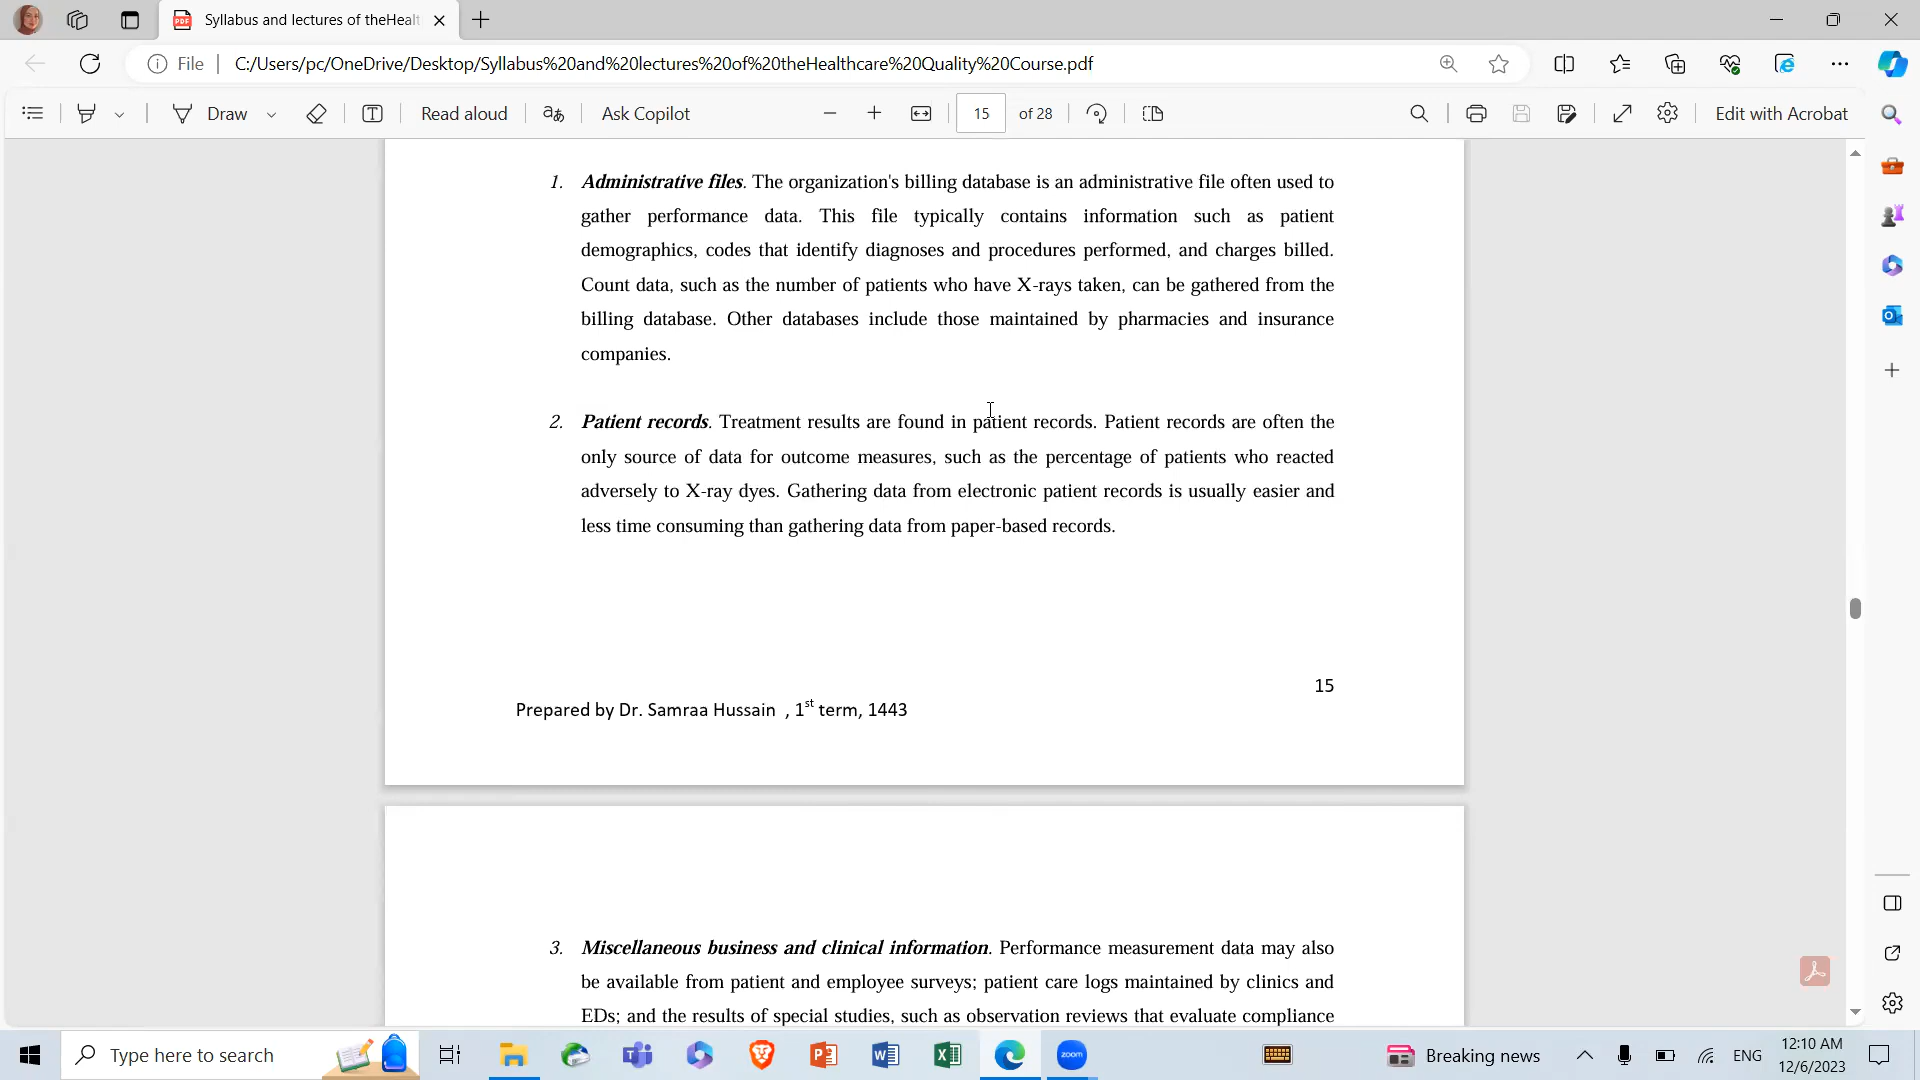 Syllabus and lectures of theHealt
File
C:/Users/pc/OneDrive/Desktop/Syllabus%20and%20lectures%20of%20theHealthcare%20Quality%20Course.pdf
Draw
Read aloud
aあ
Ask Copilot
15
of 28
Edit with Acrobat
1. Administrative files. The organization's billing database is an administrative file often used to
gather performance data. This file typically contains information such as patient
demographics, codes that identify diagnoses and procedures performed, and charges billed.
Count data, such as the number of patients who have X-rays taken, can be gathered from the
billing database. Other databases include those maintained by pharmacies and insurance
companies.
2. Patient records. Treatment results are found in patient records. Patient records are often the
only source of data for outcome measures, such as the percentage of patients who reacted
adversely to X-ray dyes. Gathering data from electronic patient records is usually easier and
less time consuming than gathering data from paper-based records.
15
Prepared by Dr. Samraa Hussain , 1st term, 1443
3. Miscellaneous business and clinical information. Performance measurement data may also
be available from patient and employee surveys; patient care logs maintained by clinics and
EDs; and the results of special studies, such as observation reviews that evaluate compliance
Type here to search
zoom
Breaking news
ENG
12:10 AM
12/6/2023